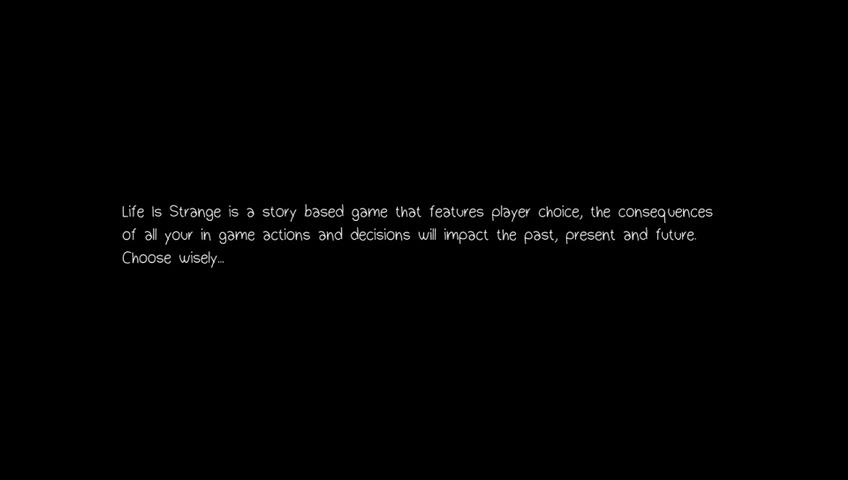 Life Is Strange is a story based game that features player choice, the consequences
of all your in game actions and decisions will impact the past, present and future.
Choose wisely...